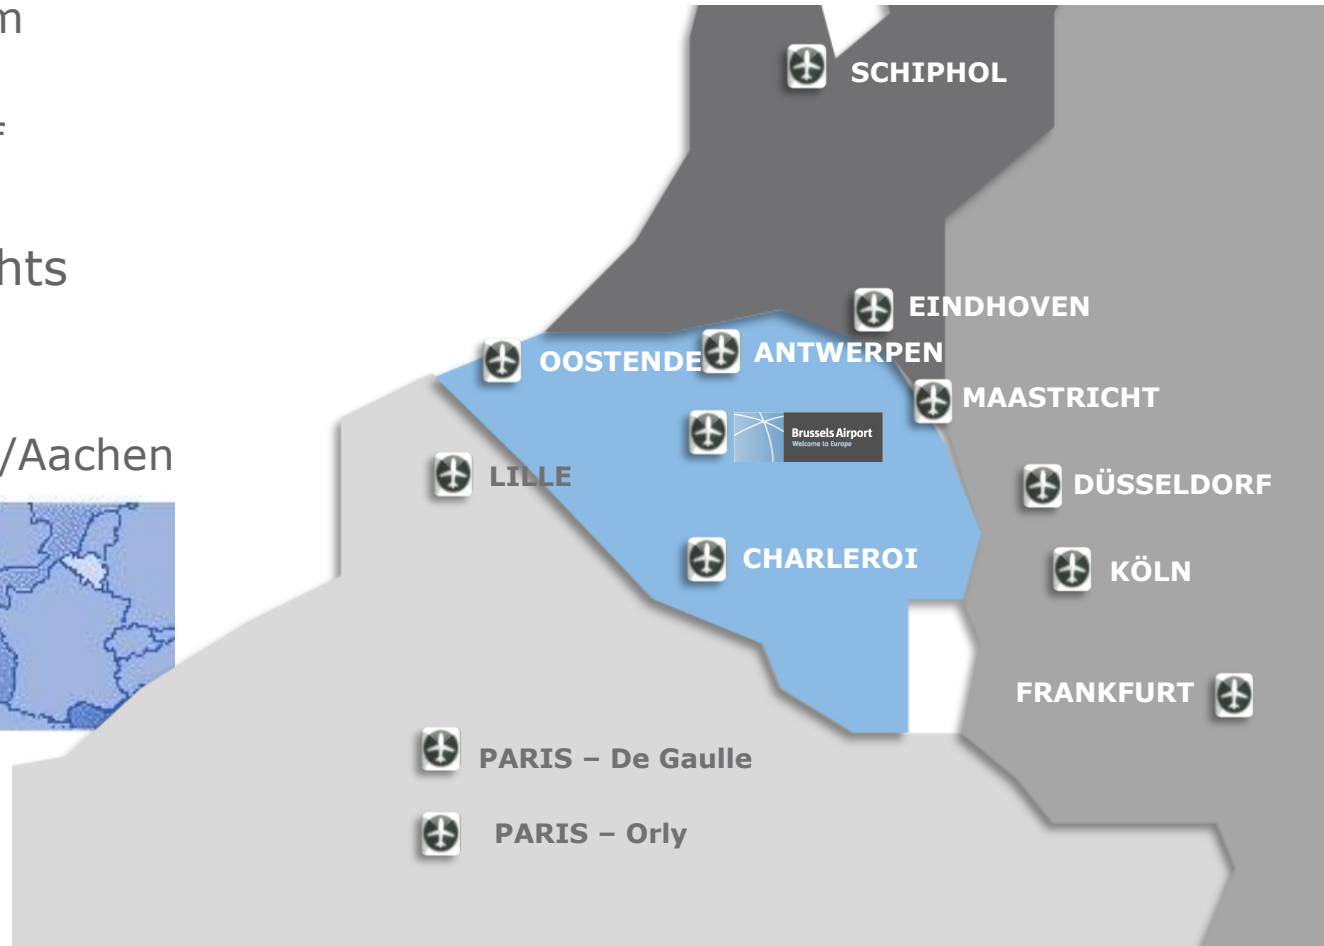 m
f
hts
/Aachen
SCHIPHOL
EINDHOVEN
OOSTENDE
ANTWERPEN
MAASTRICHT
Brussels Airport
Welcome to Europe
LILLE
DÜSSELDORF
CHARLEROI
KÖLN
FRANKFURT
PARIS – De Gaulle
PARIS – Orly